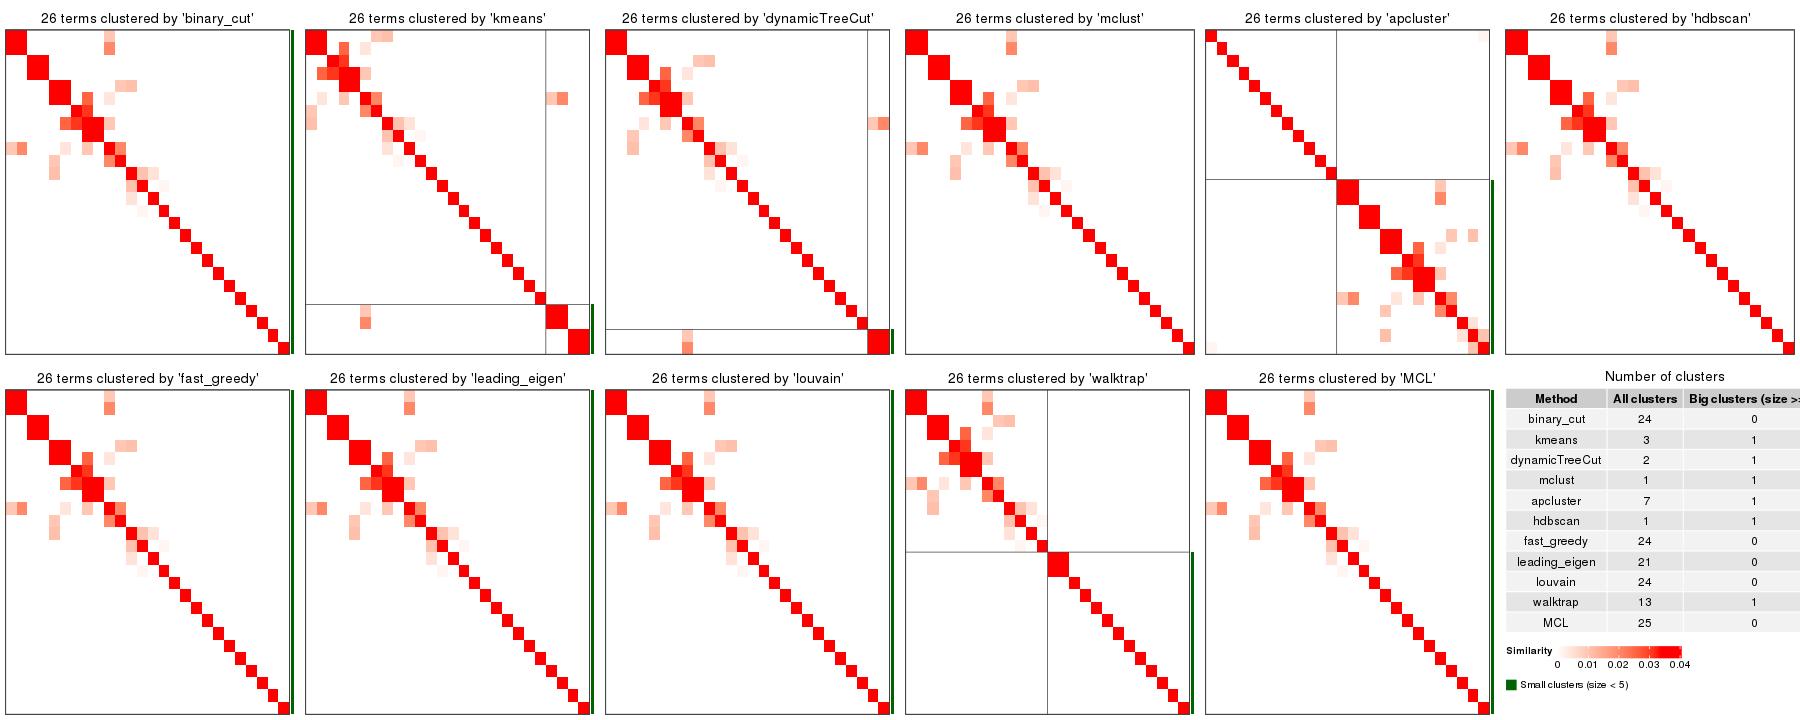 26 terms clustered by 'binary_cut'
26 terms clustered by 'kmeans'
26 terms clustered by 'dynamicTreeCut'
26 terms clustered by 'mclust'
26 terms clustered by 'apcluster'
26 terms clustered by 'hdbscan'
26 terms clustered by 'fast_greedy'
26 terms clustered by 'leading_eigen'
26 terms clustered by 'louvain'
26 terms clustered by 'walktrap'
26 terms clustered by 'MCL'
Number of clusters
Method All clusters Big clusters (size >=
binary_cut 24 0
kmeans 3 1
dynamicTreeCut 2 1
mclust 1 1
apcluster 7 1
hdbscan 1 1
fast_greedy 24 0
leading_eigen 21 0
louvain 24 0
walktrap 13 1
MCL 25 0
Similarity
0 0.01 0.02 0.03 0.04
Small clusters (size < 5)